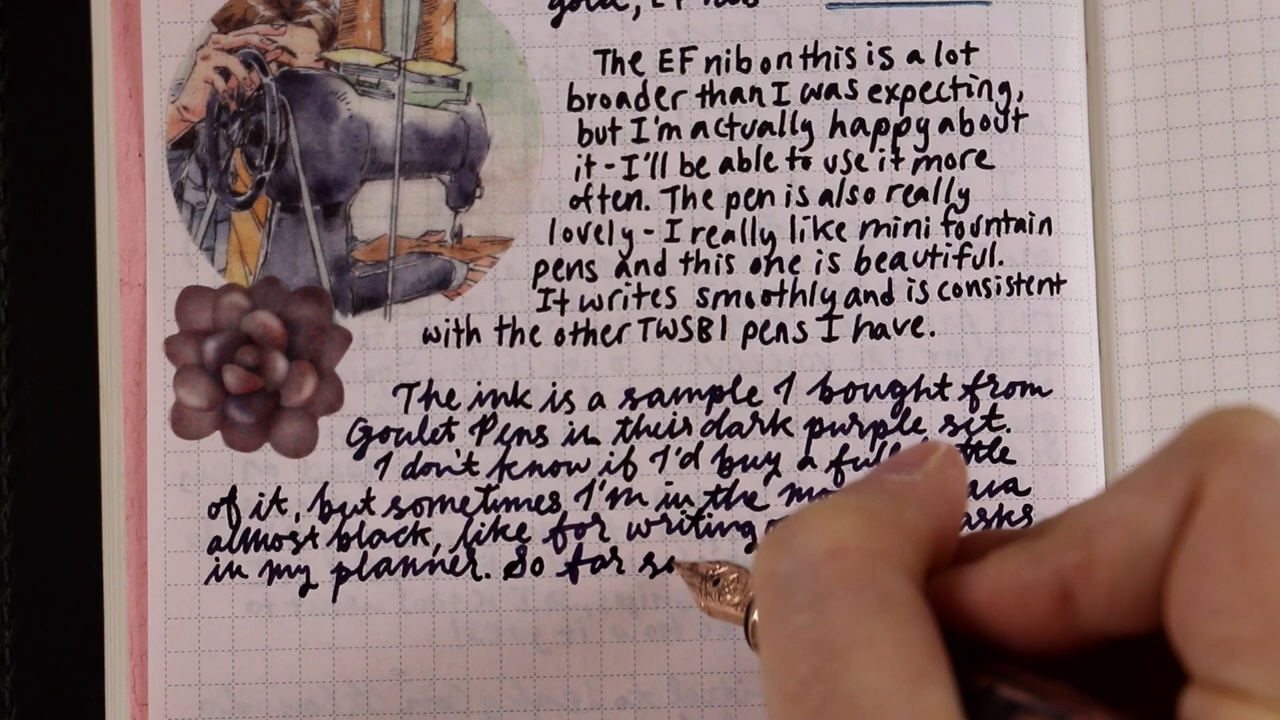 gold, EF nib
The EF nib on this is a lot
broader than I was expecting,
but I'm actually happy about
it - I'll be able to use it more
often. The pen is also really
lovely - I really like mini fountain
pens and this one is beautiful.
It writes smoothly and is consistent
with the other TWSBI pens I have.
The ink is a sample I bought from
Goulet Pens in their dark purple set.
I don't know if I'd buy a full
of it, but sometimes I'm in the
almost black, like for writing
in my planner. So far so